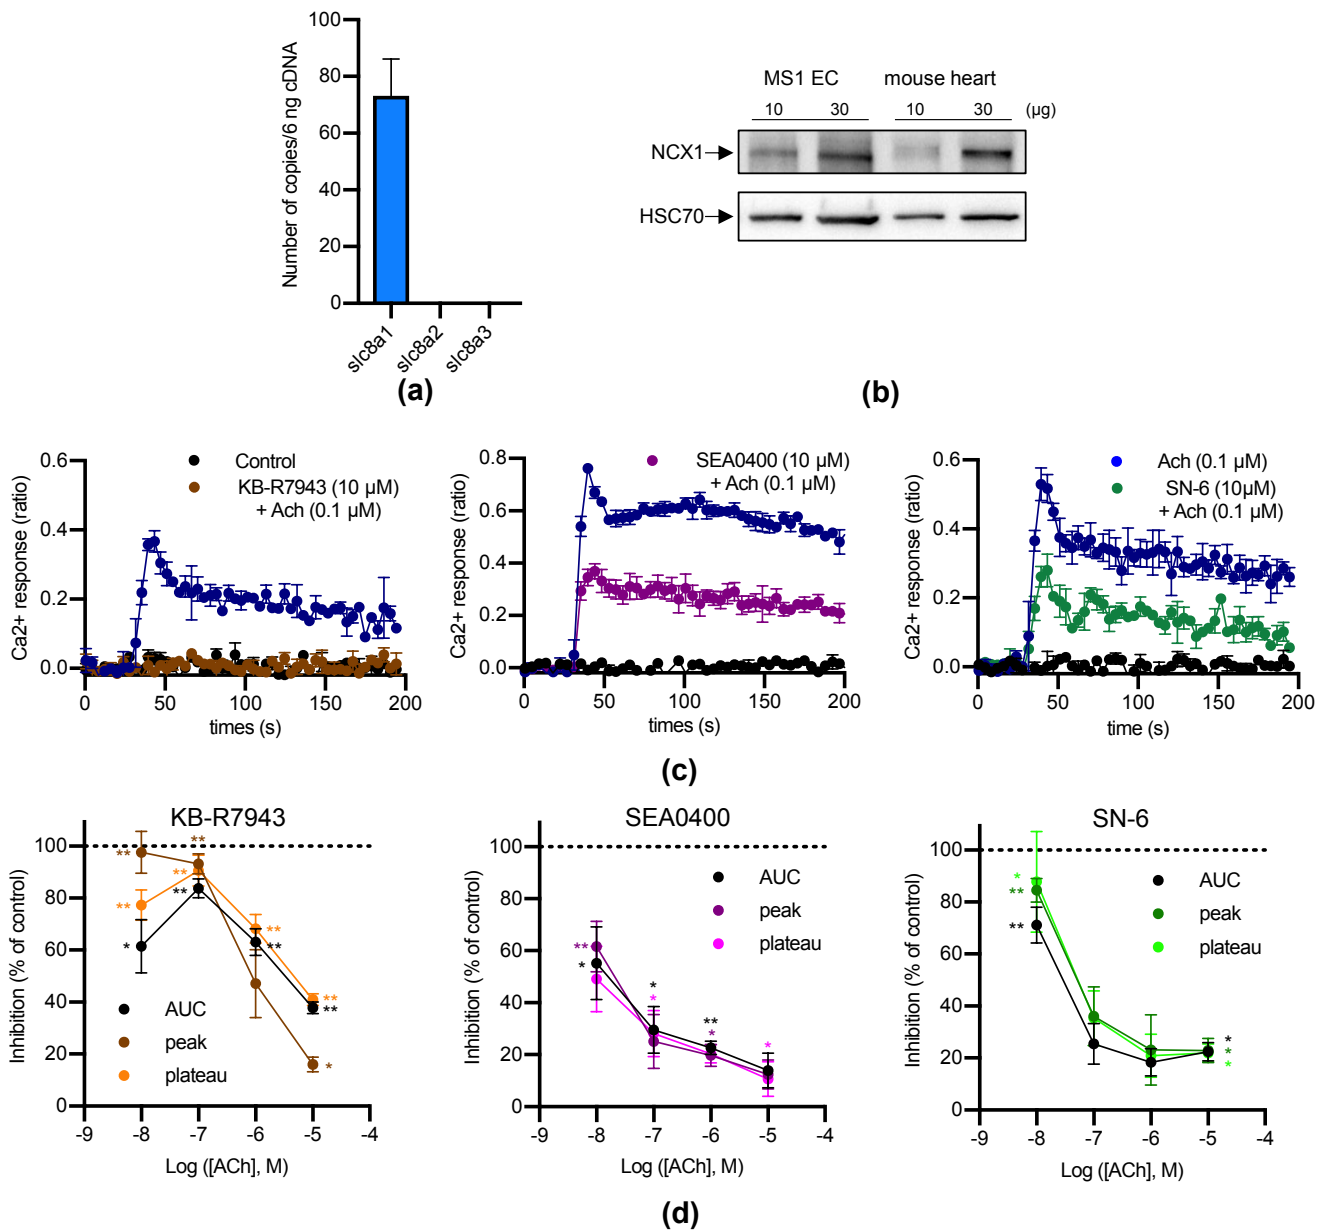 100
80
60
40
20
0
Number of copies/6 ng cDNA
slc8a1
slc8a2
slc8a3
(a)
MS1 EC mouse heart
10 30 10 30 (µg)
NCX1
HSC70
(b)
0.6
0.4
0.2
0.0
Ca2+ response (ratio)
Control
KB-R7943 (10 µM)
+ Ach (0.1 µM)
0 50 100 150 200
times (s)
0.8
0.6
0.4
0.2
0.0
Ca2+ response (ratio)
SEA0400 (10 µM)
+ Ach (0.1 µM)
0 50 100 150 200
times (s)
0.6
0.4
0.2
0.0
Ca2+ response (ratio)
Ach (0.1 µM)
SN-6 (10µM)
+ Ach (0.1 µM)
0 50 100 150 200
time (s)
(c)
KB-R7943
100
80
60
40
20
0
Inhibition (% of control)
** ** * ** ** ** ** ** ** ** *
AUC
peak
plateau
-9 -8 -7 -6 -5 -4
Log ([ACh], M)
SEA0400
100
80
60
40
20
0
Inhibition (% of control)
** * * * ** * *
AUC
peak
plateau
-9 -8 -7 -6 -5 -4
Log ([ACh], M)
SN-6
100
80
60
40
20
0
Inhibition (% of control)
* ** ** * * *
AUC
peak
plateau
-9 -8 -7 -6 -5 -4
Log ([ACh], M)
(d)